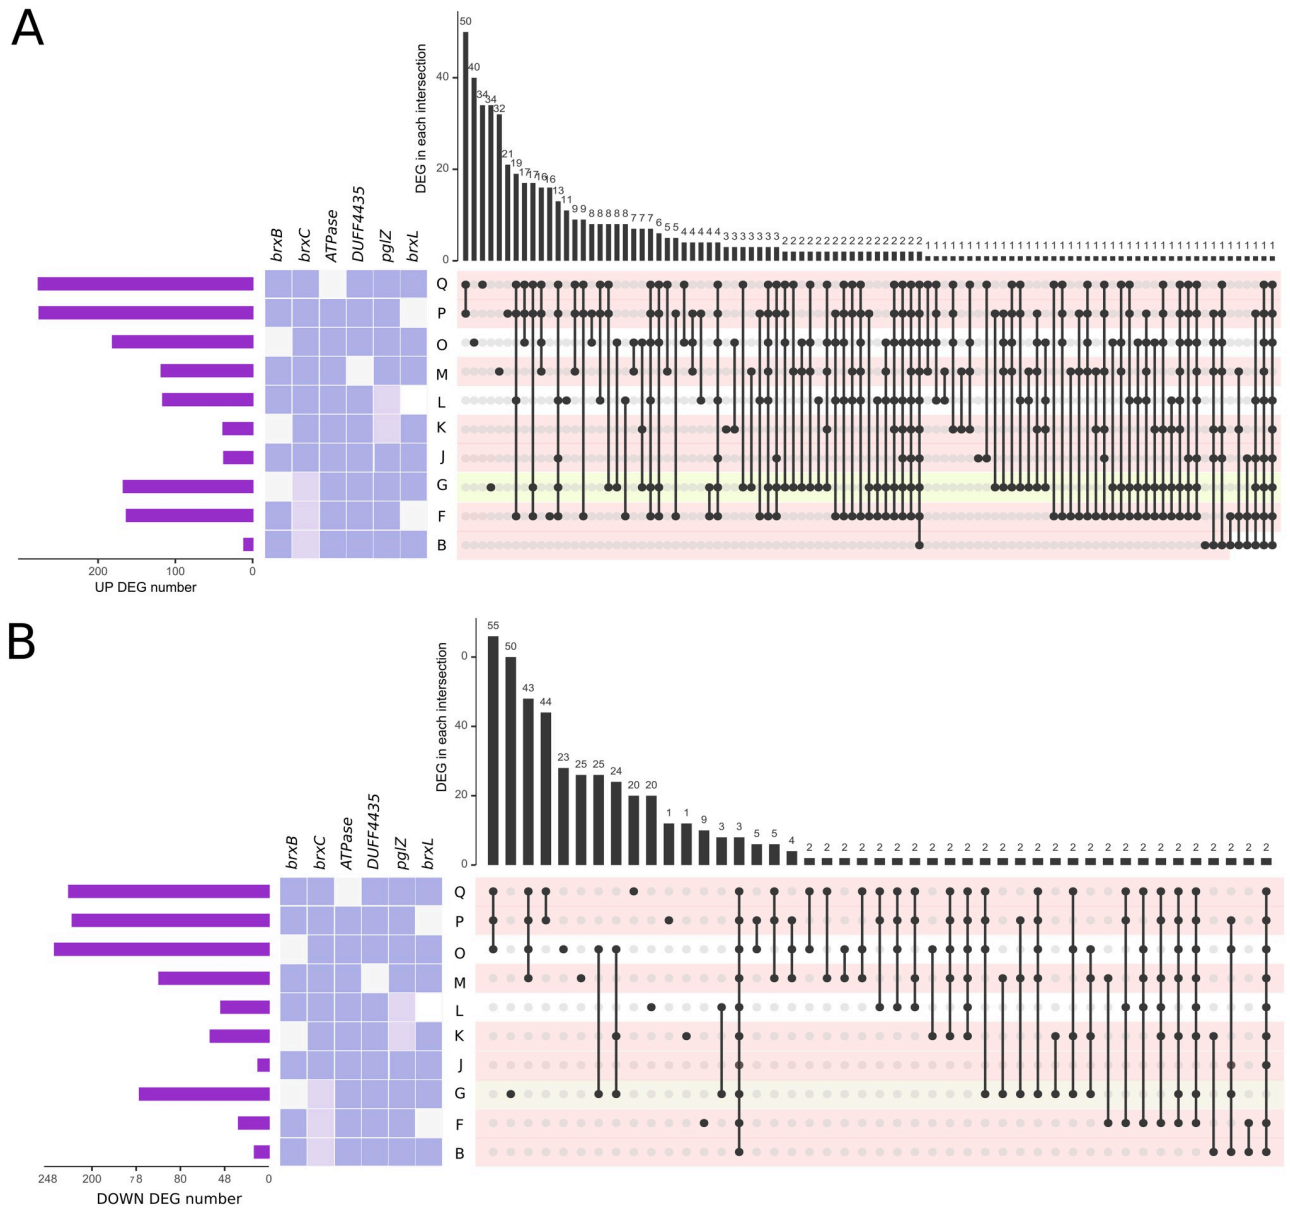 A
DEG in each intersection
40
20
0
50 40 34 34 32 21 19 17 17 16 16 13 11 9 9 8 8 8 8 8 7 7 7 6 5 5 4 4 4 4 4 3 3 3 3 3 3 3 2 2 2 2 2 2 2 2 2 2 2 2 2 2 2 2 2 1 1 1 1 1 1 1 1 1 1 1 1 1 1 1 1 1 1 1 1 1 1 1 1 1 1 1 1 1 1 1 1 1 1 1 1 1 1 1 1 1 1
brxB brxC ATPase DUFF4435 pglZ brxL
Q
P
O
M
L
K
J
G
F
B
200 100 0
UP DEG number
B
DEG in each intersection
0
40
20
0
55 50 43 44 23 25 25 24 20 20 1 1 9 3 3 5 5 4 2 2 2 2 2 2 2 2 2 2 2 2 2 2 2 2 2 2 2 2 2 2 2 2 2 2 2
brxB brxC ATPase DUFF4435 pglZ brxL
Q
P
O
M
L
K
J
G
F
B
248 200 78 80 48 0
DOWN DEG number